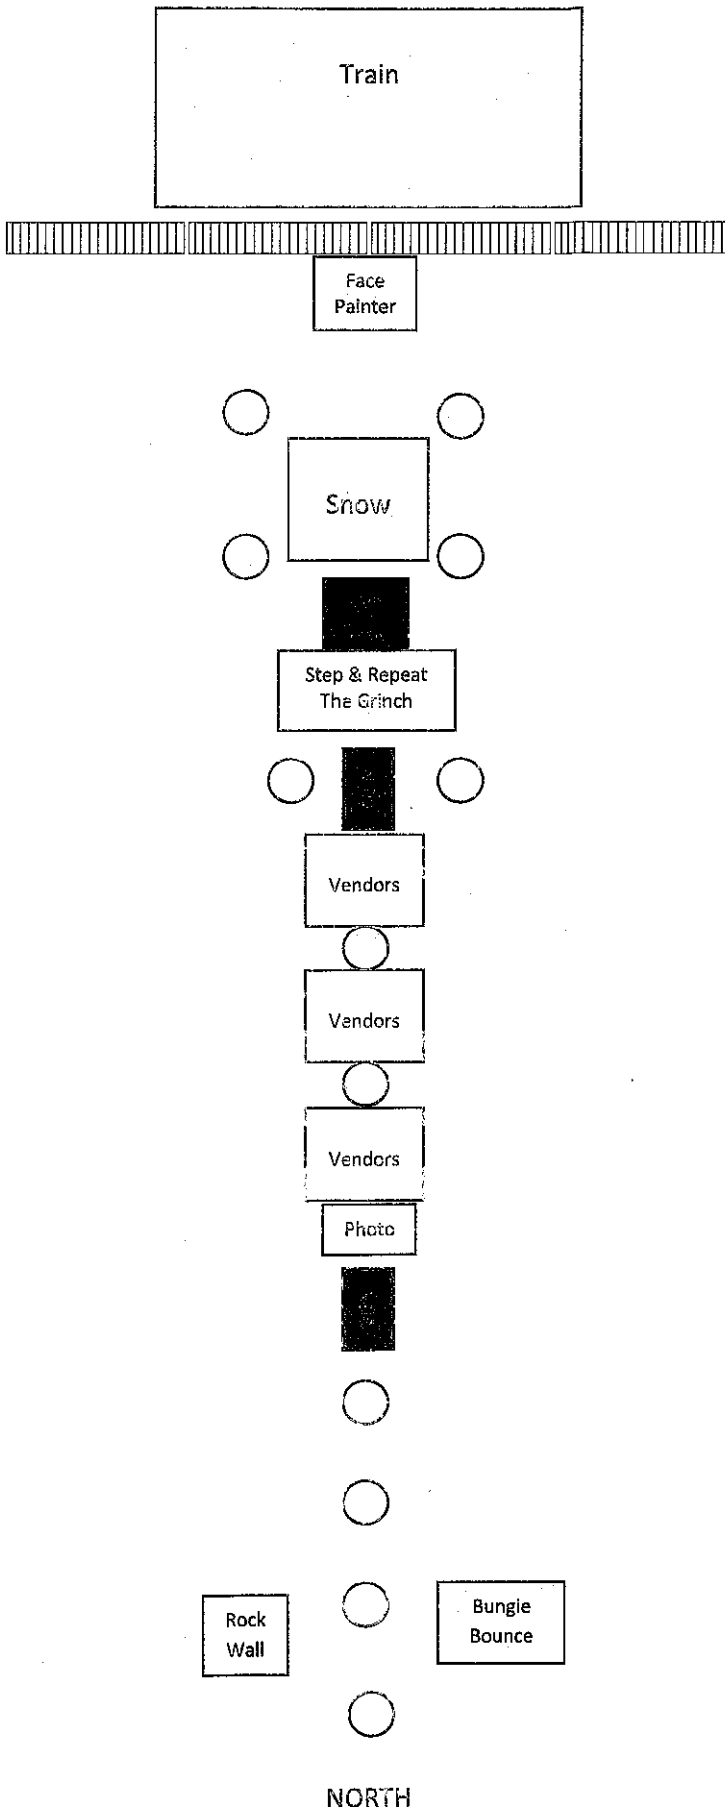 Train
Face
Painter
Snow
Step & Repeat
The Grinch
Vendors
Vendors
Vendors
Photo
Rock
Wall
Bungie
Bounce
NORTH